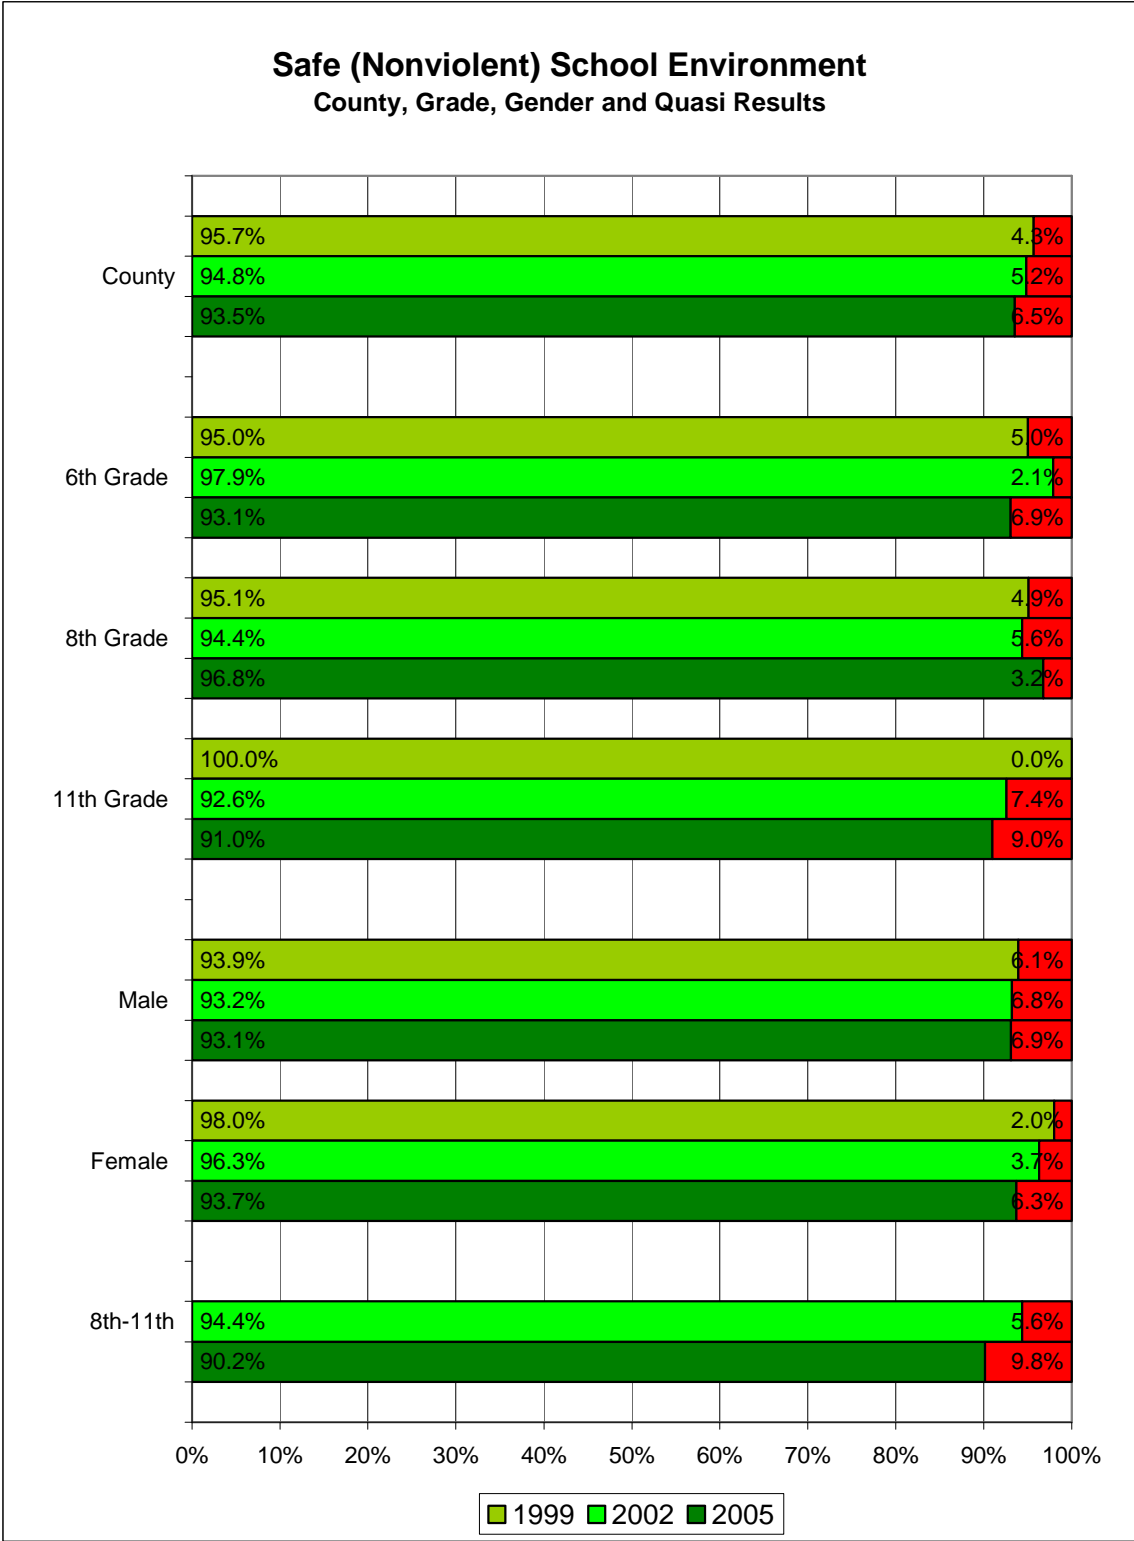 Safe (Nonviolent) School Environment
County, Grade, Gender and Quasi Results
95.7% 4.3%
County 94.8% 5.2%
93.5% 6.5%
95.0% 5.0%
6th Grade 97.9% 2.1%
93.1% 6.9%
95.1% 4.9%
8th Grade 94.4% 5.6%
96.8% 3.2%
100.0% 0.0%
11th Grade 92.6% 7.4%
91.0% 9.0%
93.9% 6.1%
Male 93.2% 6.8%
93.1% 6.9%
98.0% 2.0%
Female 96.3% 3.7%
93.7% 6.3%
8th-11th 94.4% 5.6%
90.2% 9.8%
0% 10% 20% 30% 40% 50% 60% 70% 80% 90% 100%
1999 2002 2005